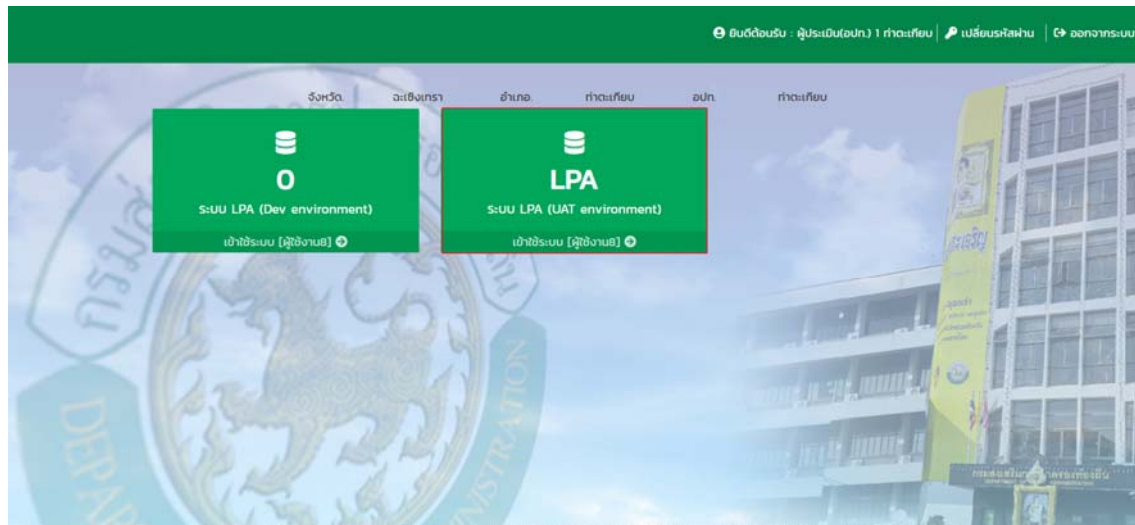 ยินดีต้อนรับ : ผู้ประเมิน(อปท.) 1 ท่าตะเกียบ | เปลี่ยนรหัสผ่าน | ออกจากระบบ
จังหวัด. ฉะเชิงเทรา อำเภอ. ท่าตะเกียบ อปท. ท่าตะเกียบ
0
ระบบ LPA (Dev environment)
เข้าใช้ระบบ [ผู้ใช้งาน8]
LPA
ระบบ LPA (UAT environment)
เข้าใช้ระบบ [ผู้ใช้งาน8]